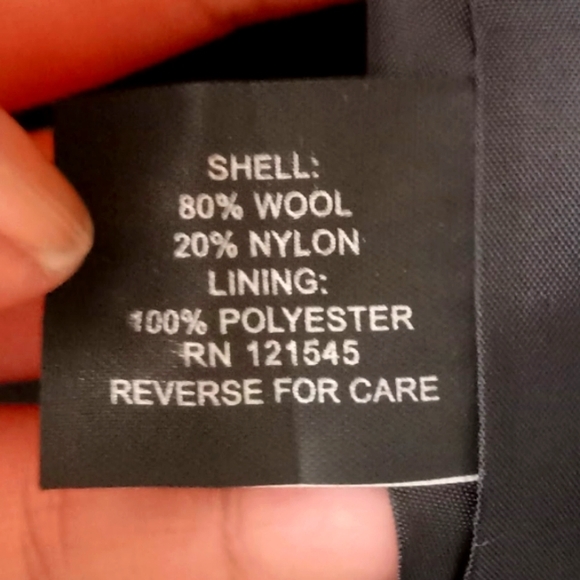 SHELL:
80% WOOL
20% NYLON
LINING:
100% POLYESTER
RN 121545
REVERSE FOR CARE